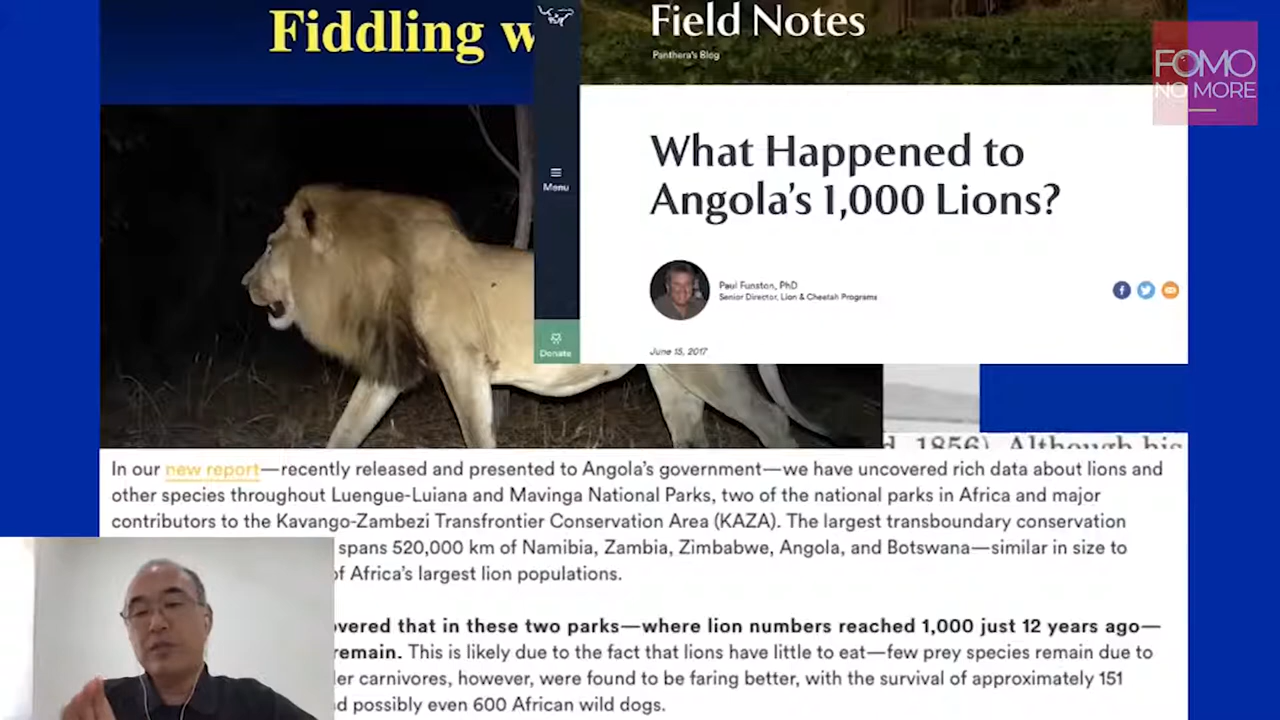 Fiddling w
Field Notes
Panthera's Blog
FOMO
NO MORE
Menu
What Happened to
Angola's 1,000 Lions?
Paul Funston, PhD
Senior Director, Lion & Cheetah Programs
Donate
June 15, 2017
1856) Although his
In our new report—recently released and presented to Angola's government—we have uncovered rich data about lions and
other species throughout Luengue-Luiana and Mavinga National Parks, two of the national parks in Africa and major
contributors to the Kavango-Zambezi Transfrontier Conservation Area (KAZA). The largest transboundary conservation
spans 520,000 km of Namibia, Zambia, Zimbabwe, Angola, and Botswana—similar in size to
of Africa's largest lion populations.
vered that in these two parks—where lion numbers reached 1,000 just 12 years ago—
remain. This is likely due to the fact that lions have little to eat—few prey species remain due to
er carnivores, however, were found to be faring better, with the survival of approximately 151
d possibly even 600 African wild dogs.